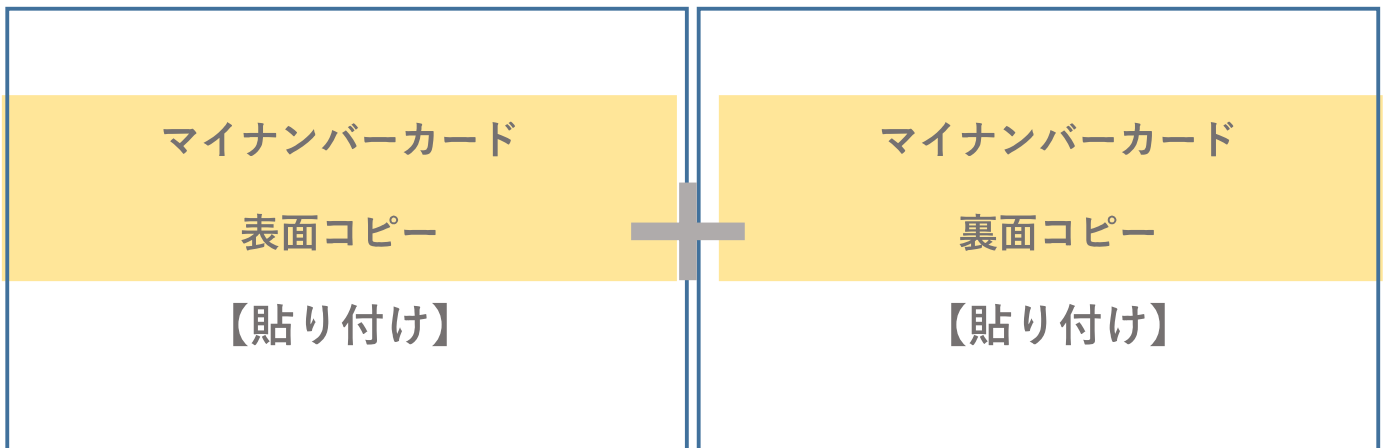 マイナンバーカード
表面コピー
【貼り付け】
マイナンバーカード
裏面コピー
【貼り付け】